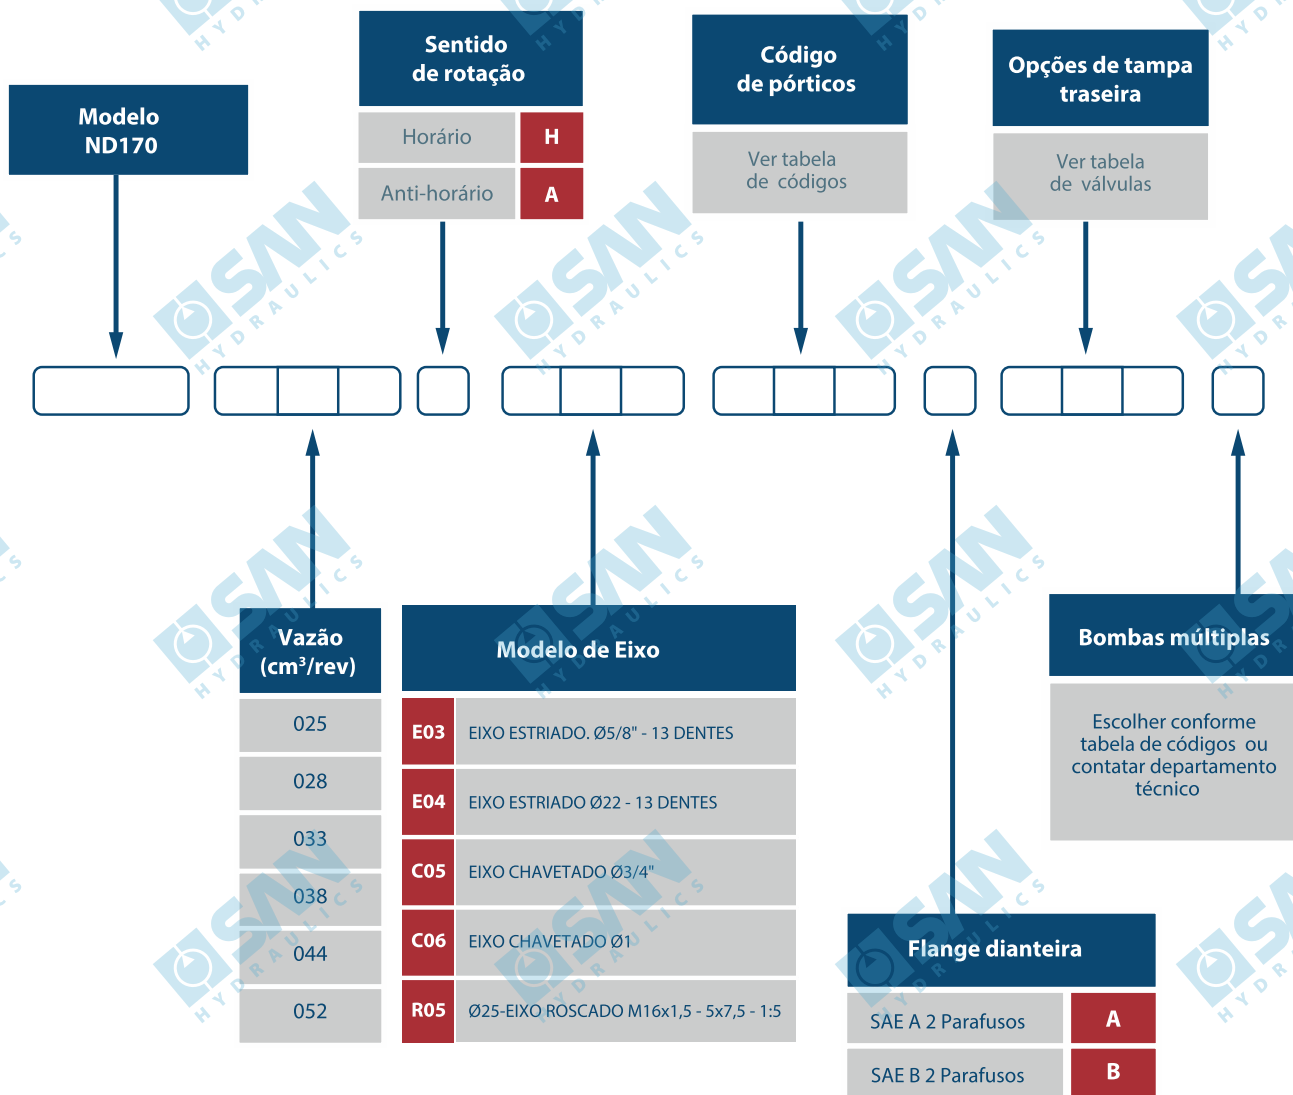 Modelo
ND170
Sentido
de rotação
Horário H
Anti-horário A
Código
de pórticos
Ver tabela
de códigos
Opções de tampa
traseira
Ver tabela
de válvulas
Vazão
(cm³/rev)
025
028
033
038
044
052
Modelo de Eixo
E03 EIXO ESTRIADO. Ø5/8" - 13 DENTES
E04 EIXO ESTRIADO Ø22 - 13 DENTES
C05 EIXO CHAVETADO Ø3/4"
C06 EIXO CHAVETADO Ø1
R05 Ø25-EIXO ROSCADO M16x1,5 - 5x7,5 - 1:5
Flange dianteira
SAE A 2 Parafusos A
SAE B 2 Parafusos B
Bombas múltiplas
Escolher conforme
tabela de códigos ou
contatar departamento
técnico
SAN
HYDRAULICS